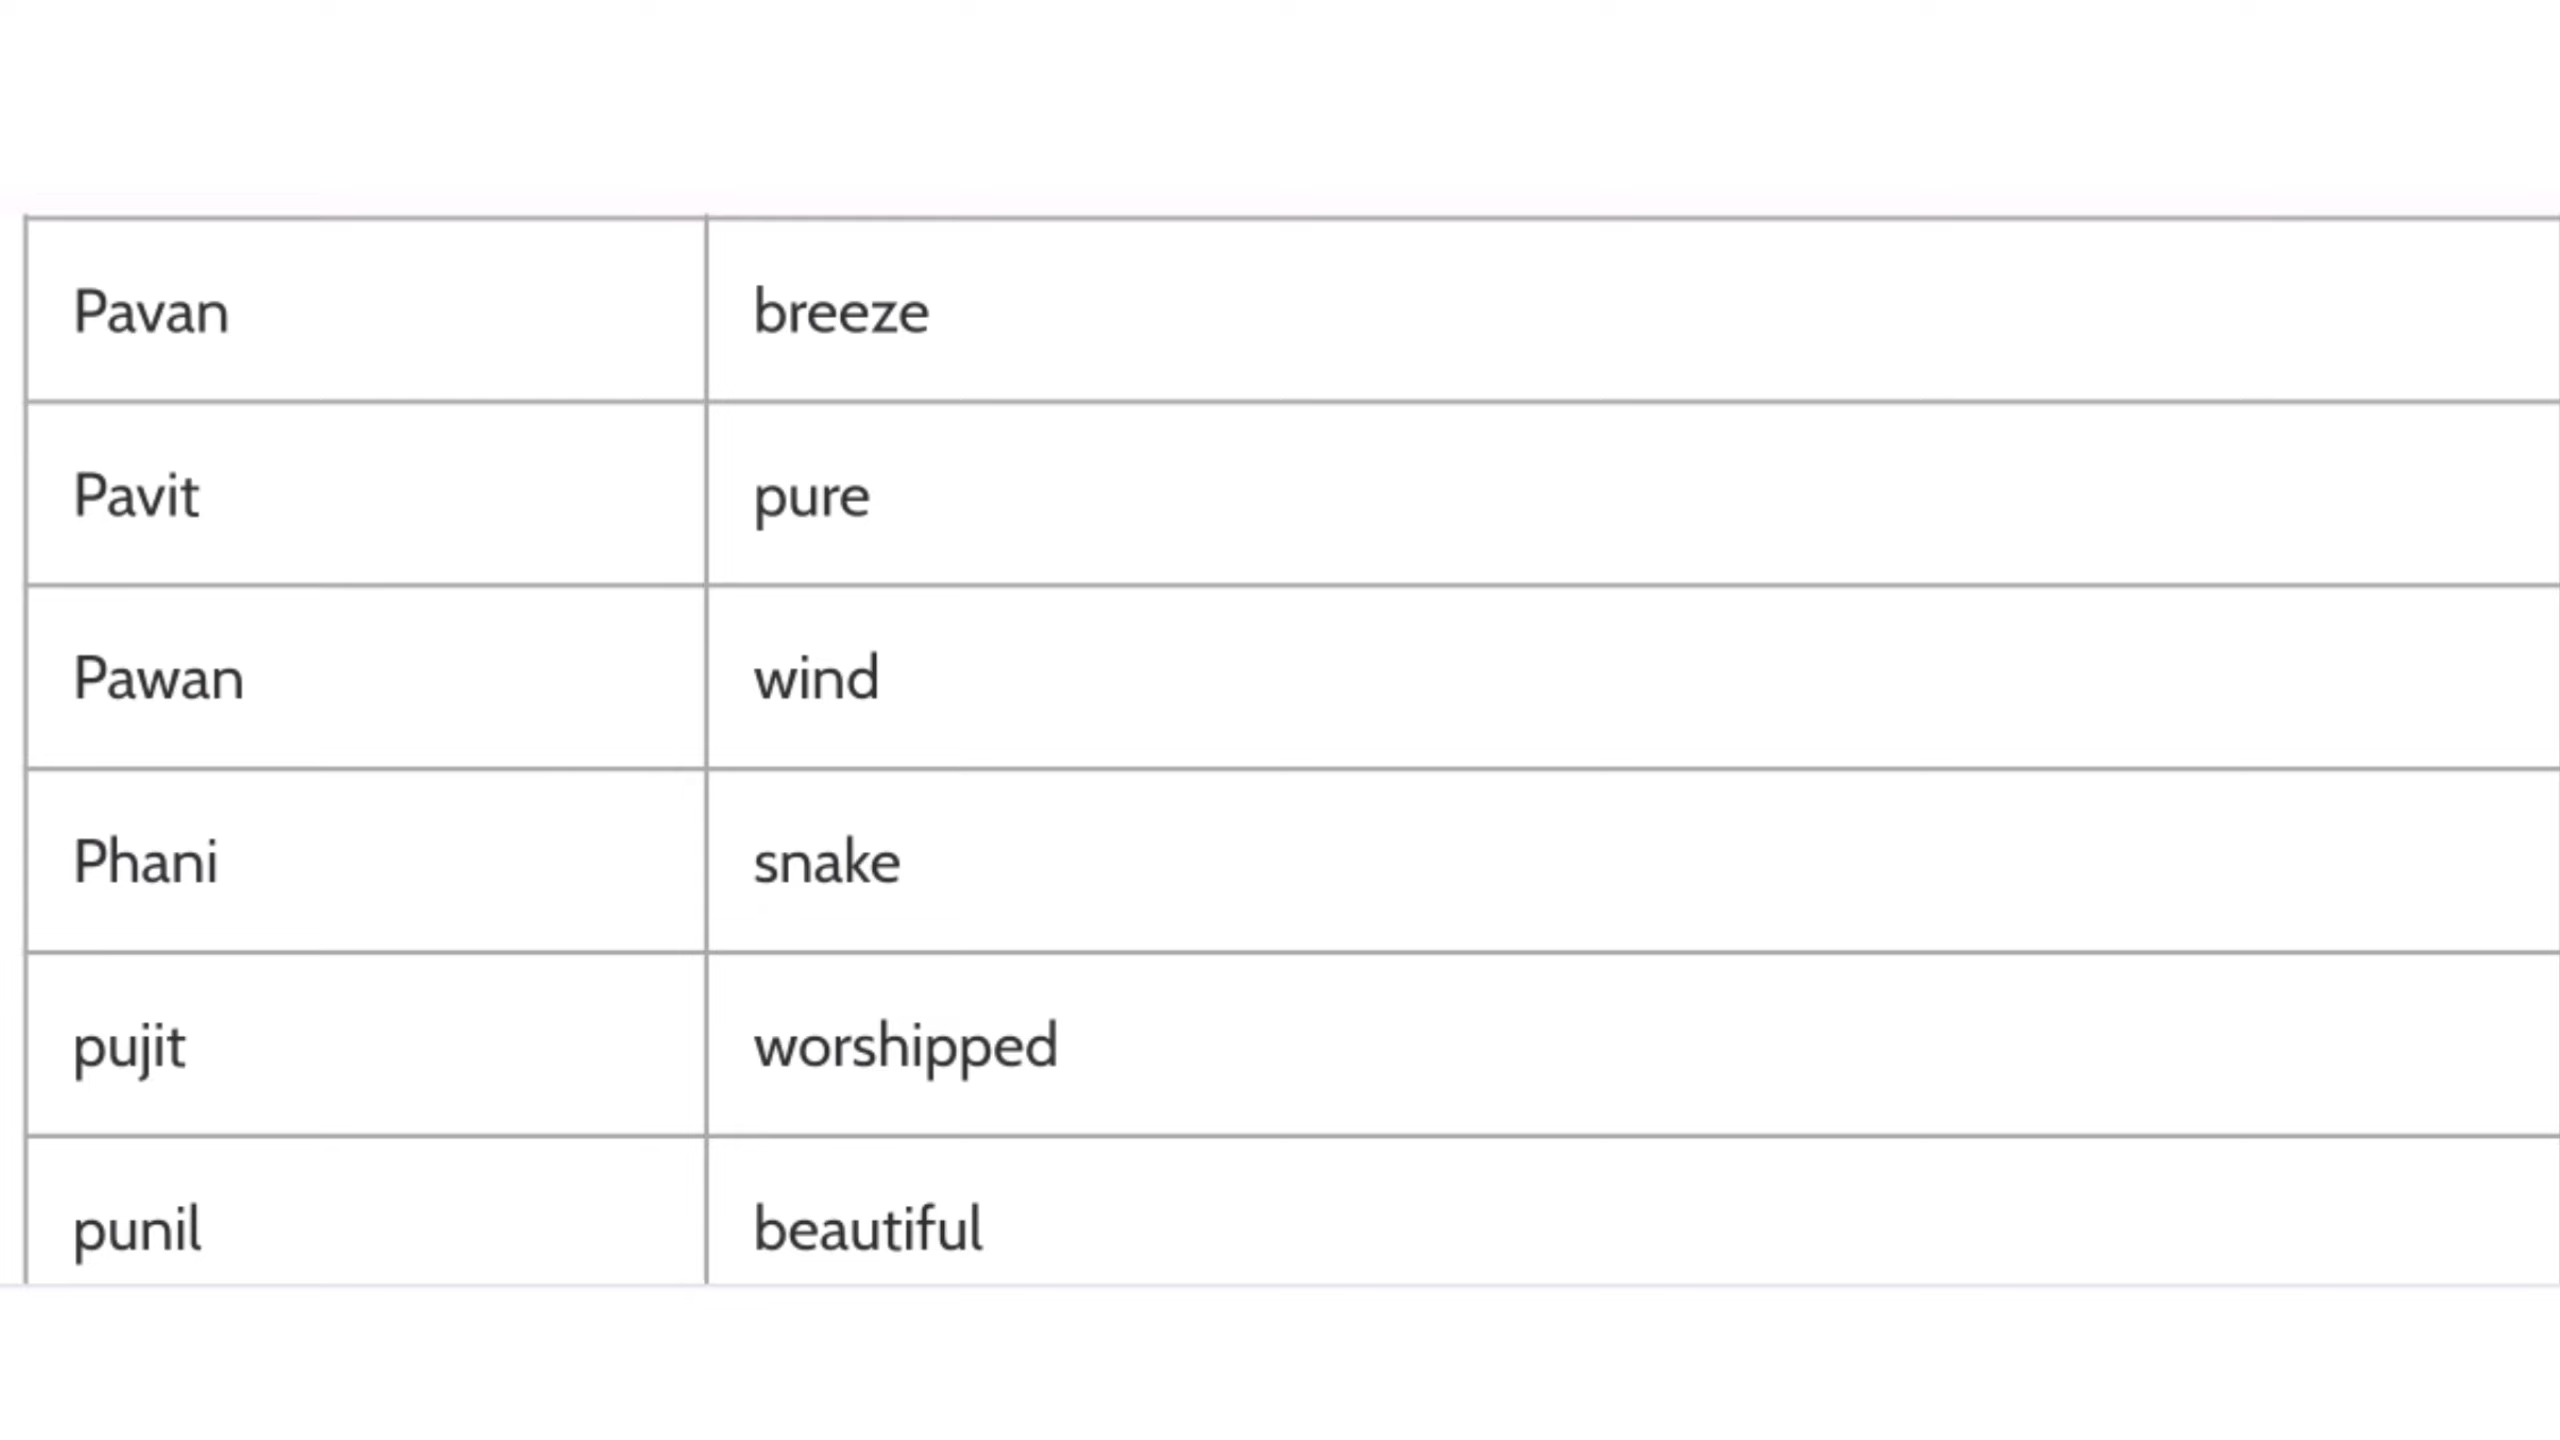 Pavan breeze
Pavit pure
Pawan wind
Phani snake
pujit worshipped
punil beautiful